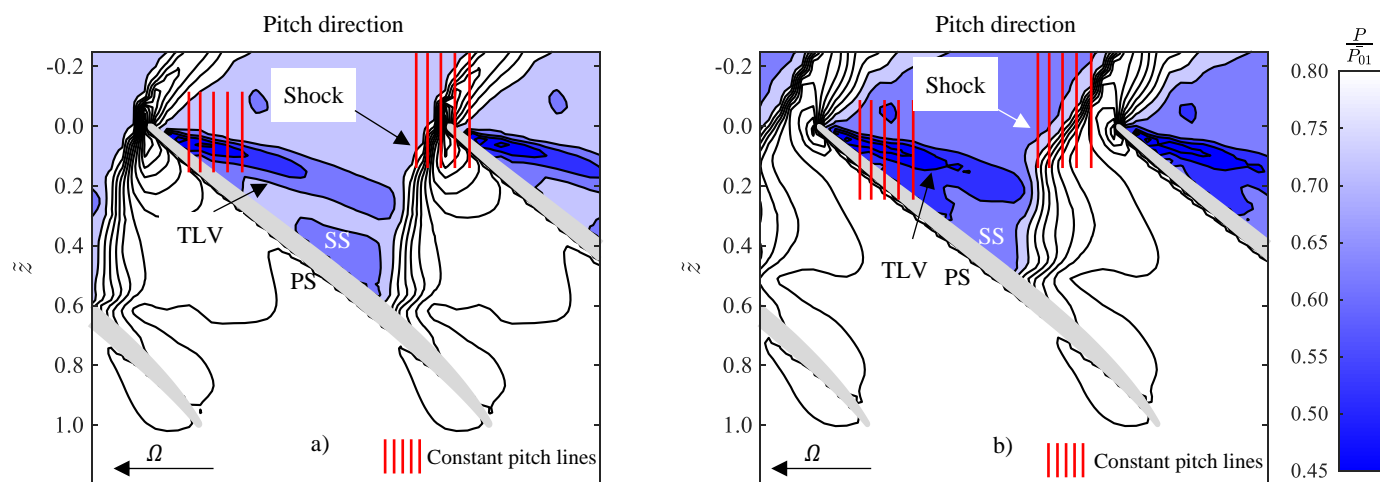 Pitch direction
-0.2
0.0
0.2
0.4
0.6
0.8
1.0
z̃
Shock
TLV
SS
PS
a)
Ω
Constant pitch lines
Pitch direction
-0.2
0.0
0.2
0.4
0.6
0.8
1.0
z̃
Shock
TLV
SS
PS
b)
Ω
Constant pitch lines
P
P̄01
0.80
0.75
0.70
0.65
0.60
0.55
0.50
0.45